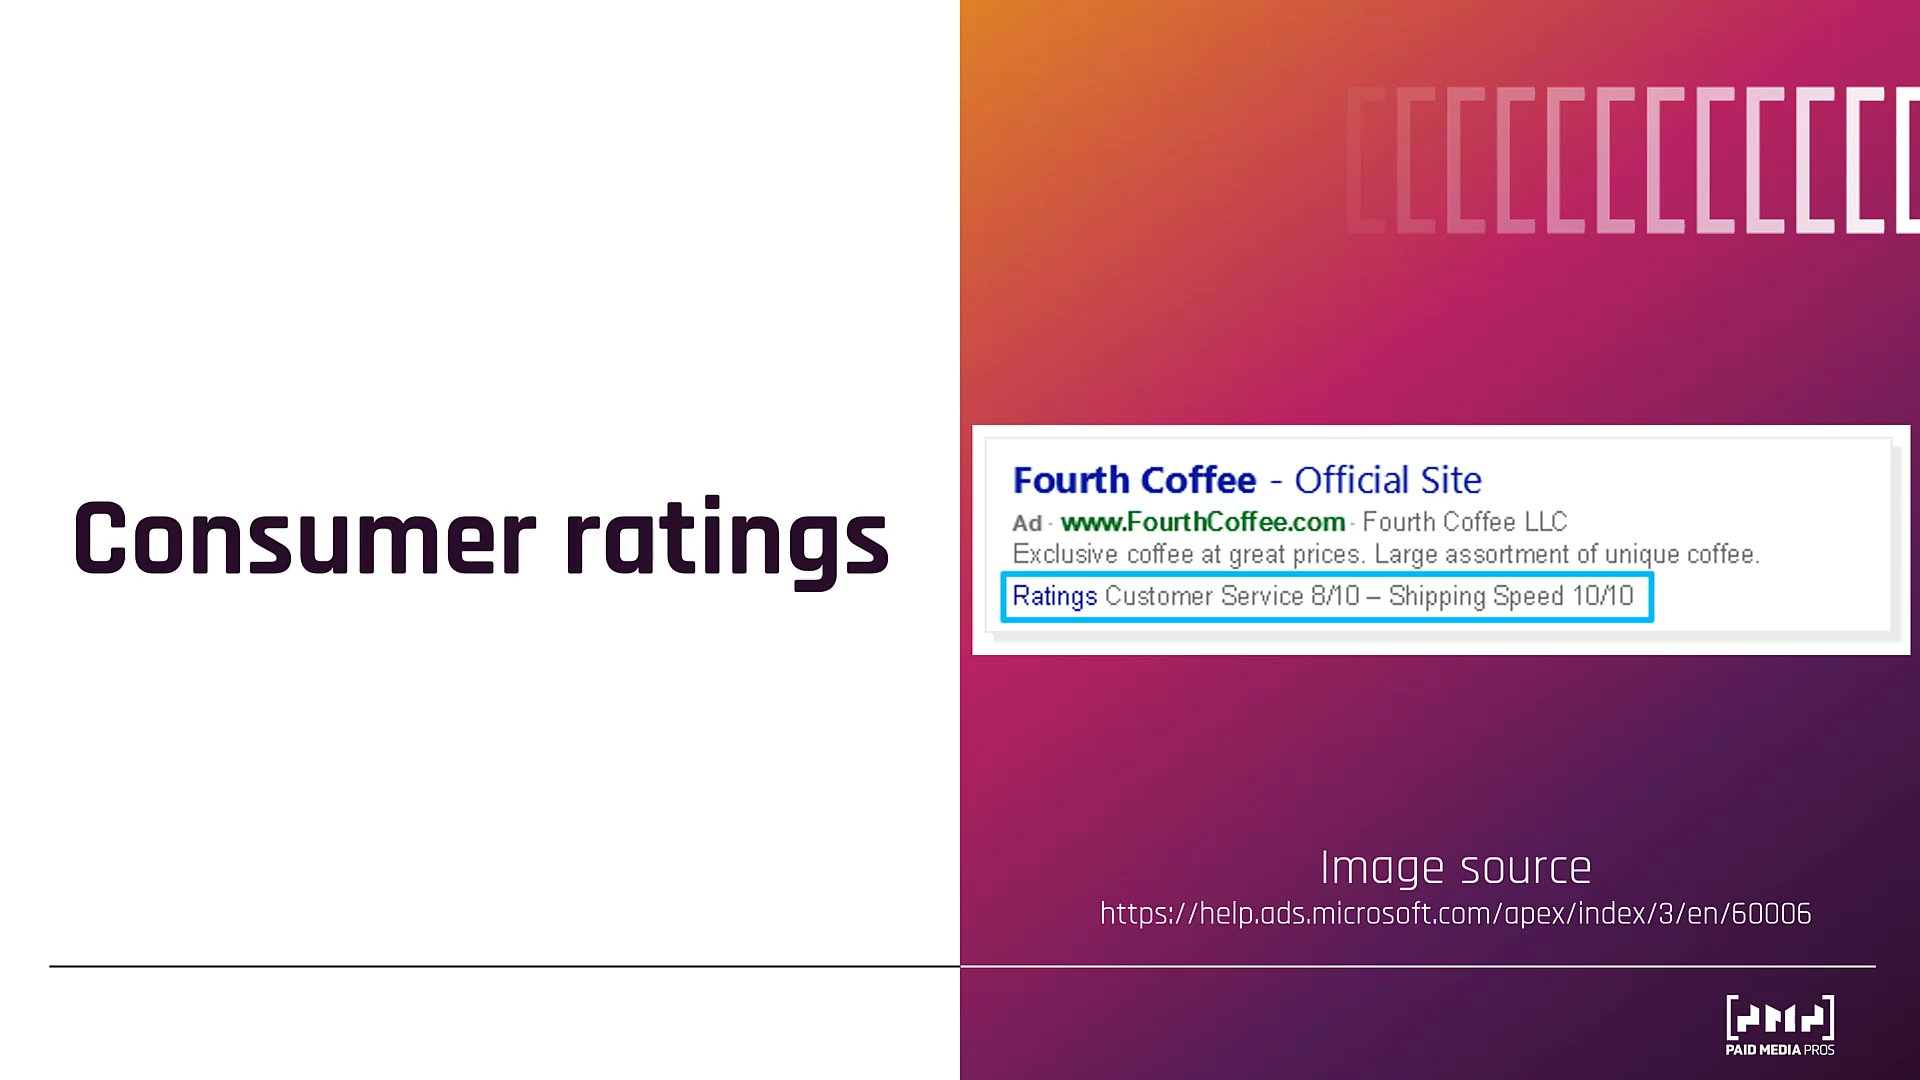 Consumer ratings
Fourth Coffee - Official Site
Ad · www.FourthCoffee.com · Fourth Coffee LLC
Exclusive coffee at great prices. Large assortment of unique coffee.
Ratings Customer Service 8/10 – Shipping Speed 10/10
Image source
https://help.ads.microsoft.com/apex/index/3/en/60006
[PMP]
PAID MEDIA PROS